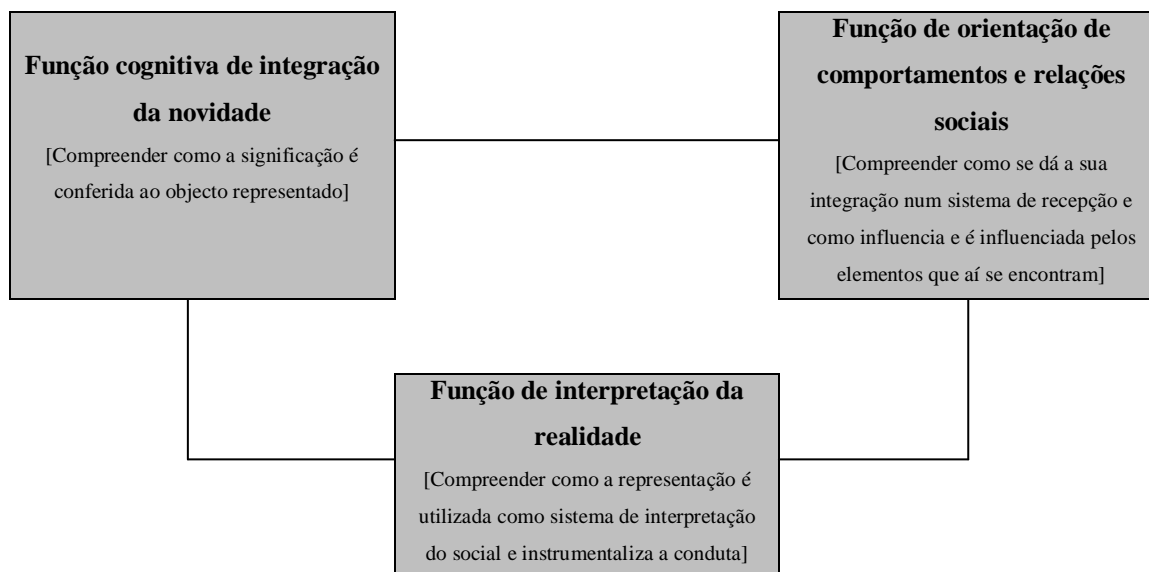 Função cognitiva de integração
da novidade
[Compreender como a significação é
conferida ao objecto representado]
Função de orientação de
comportamentos e relações
sociais
[Compreender como se dá a sua
integração num sistema de recepção e
como influencia e é influenciada pelos
elementos que aí se encontram]
Função de interpretação da
realidade
[Compreender como a representação é
utilizada como sistema de interpretação
do social e instrumentaliza a conduta]